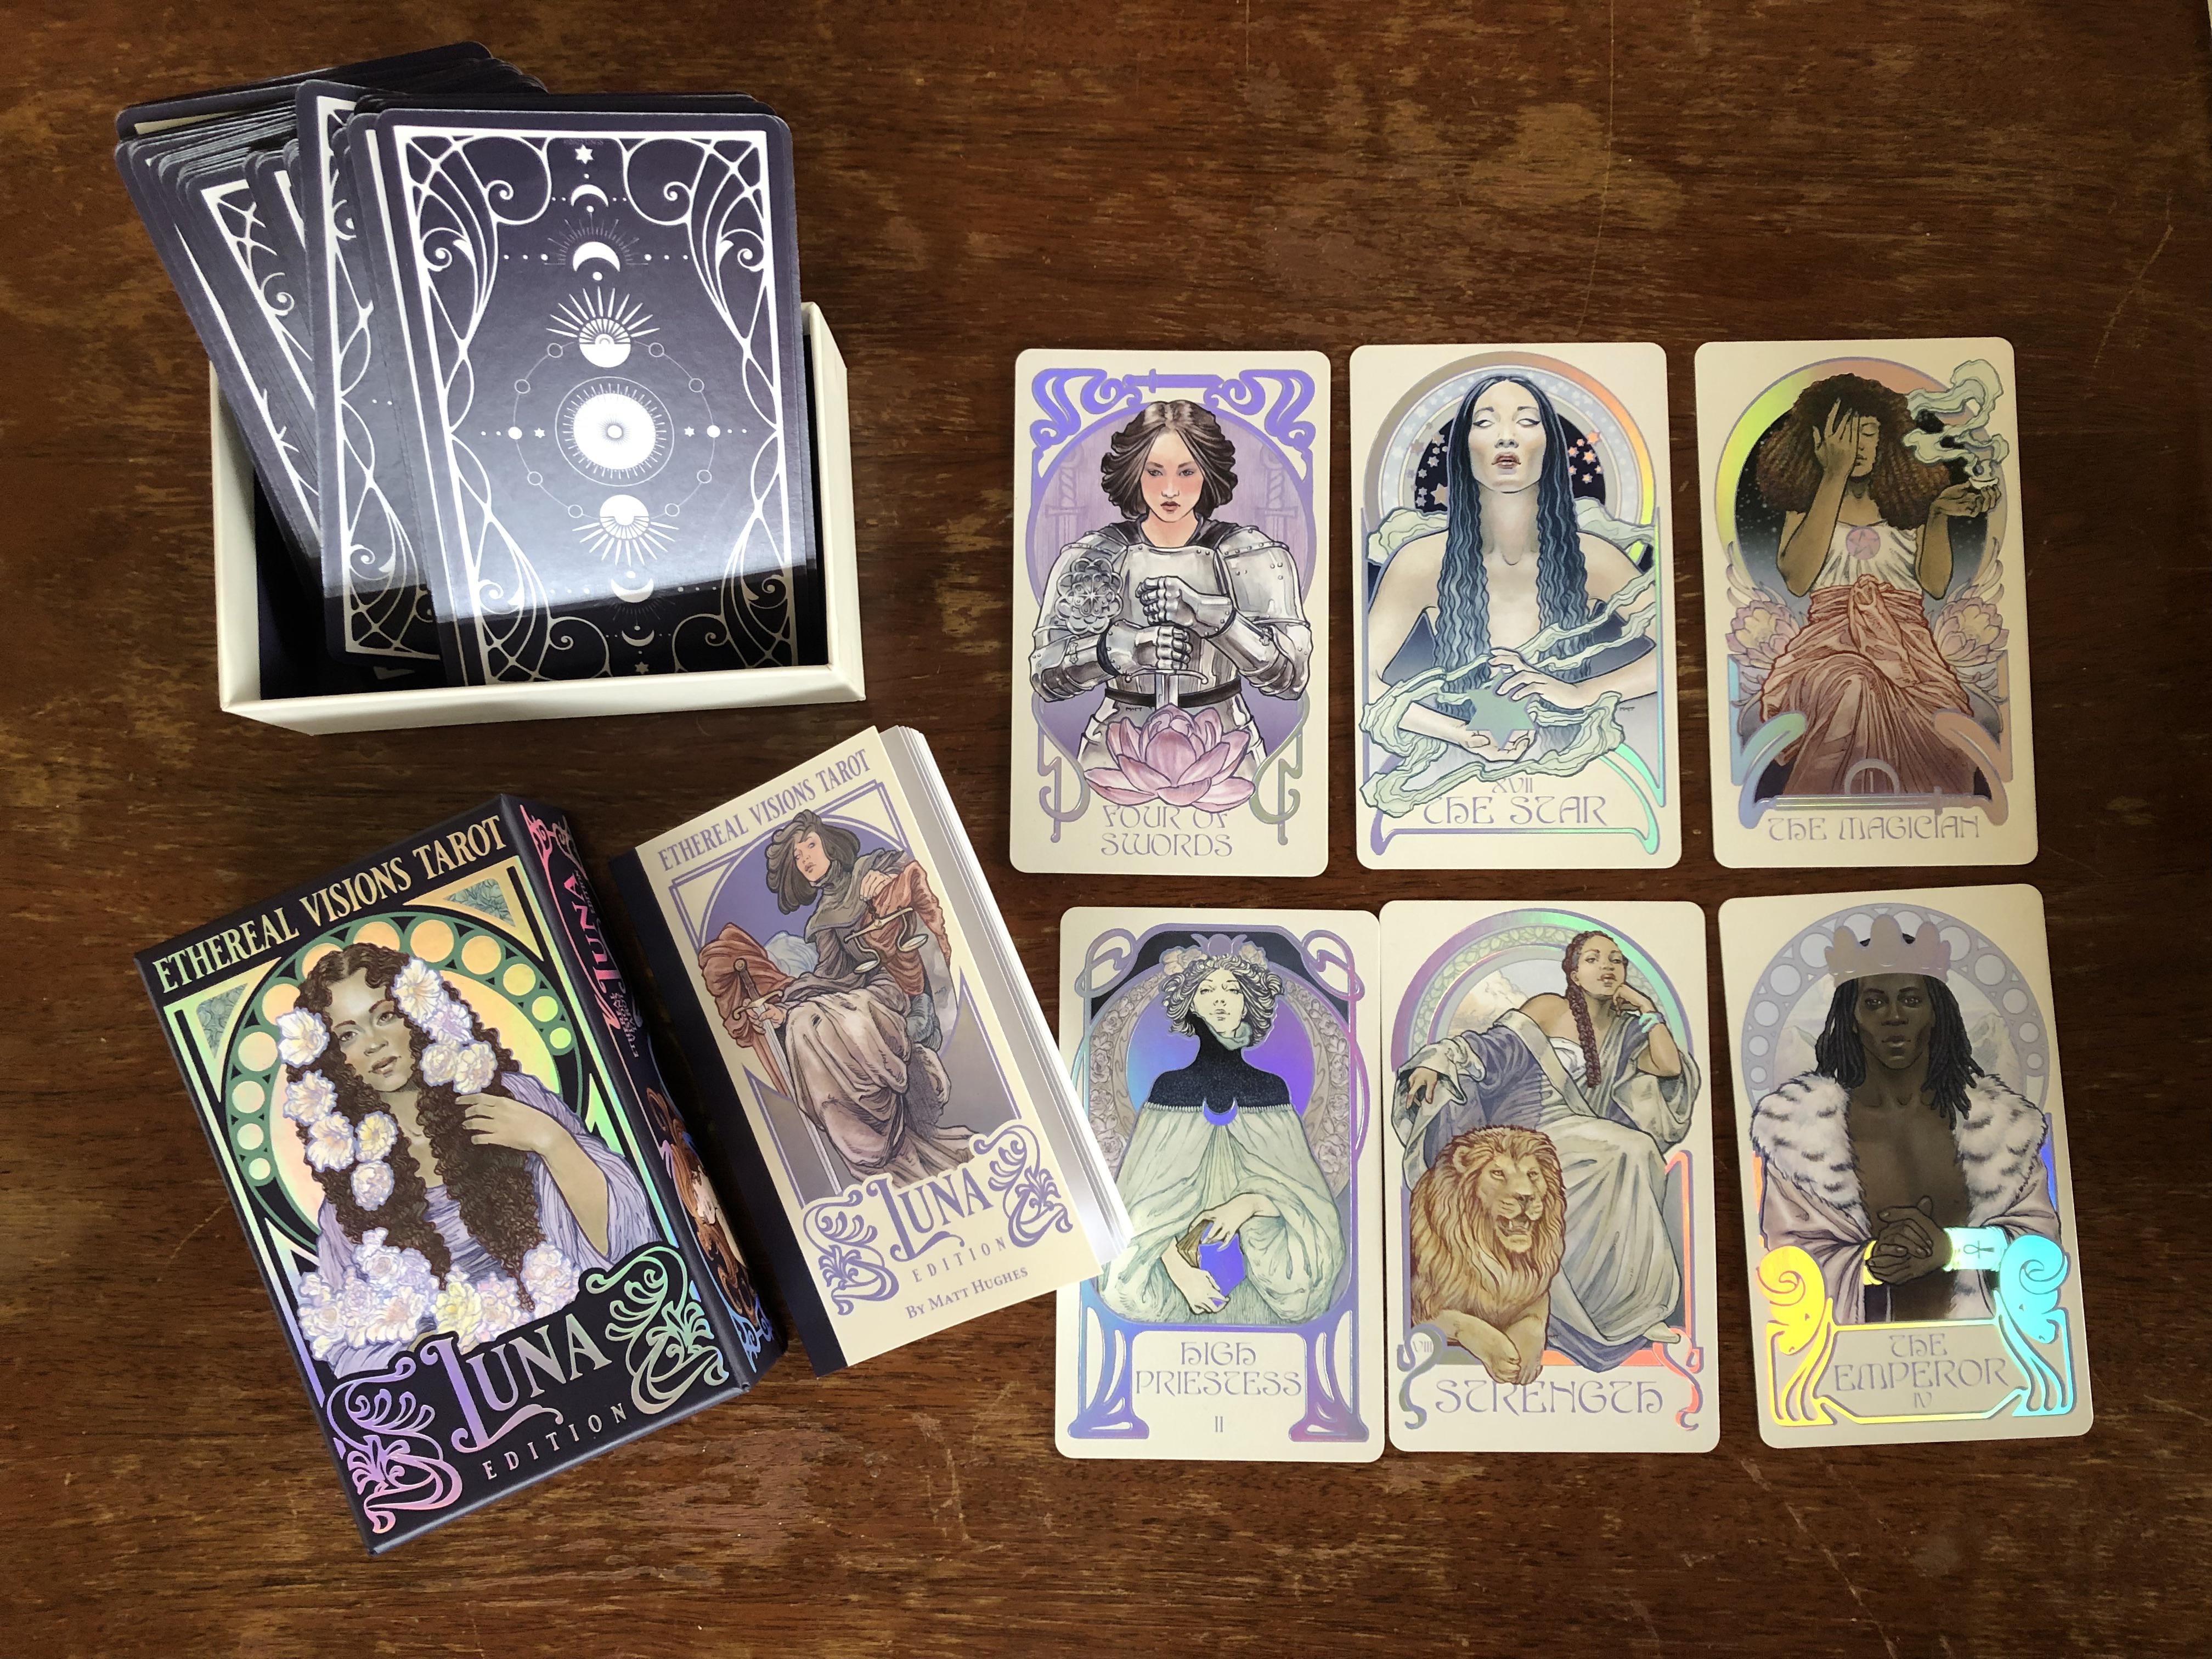 FOUR OF
SWORDS
XVII
THE STAR
THE MAGICIAN
ETHEREAL VISIONS TAROT
LUNA
EDITION
LUNA
ETHEREAL VISIONS TAROT
LUNA
EDITION
BY MATT HUGHES
HIGH
PRIESTESS
II
VIII
STRENGTH
THE
EMPEROR
IV